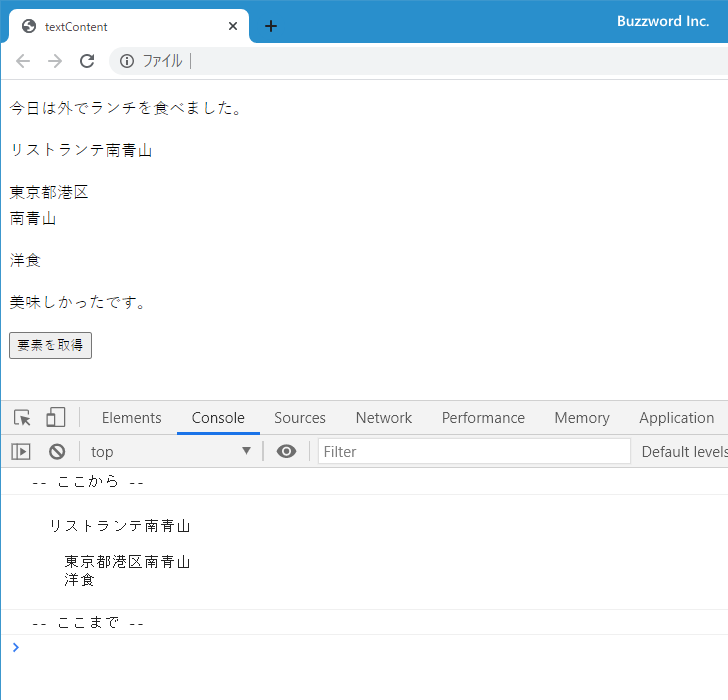 textContent
Buzzword Inc.
ファイル
今日は外でランチを食べました。
リストランテ南青山
東京都港区
南青山
洋食
美味しかったです。
要素を取得
Elements Console Sources Network Performance Memory Application
top Filter Default levels
-- ここから --
リストランテ南青山
東京都港区南青山
洋食
-- ここまで --